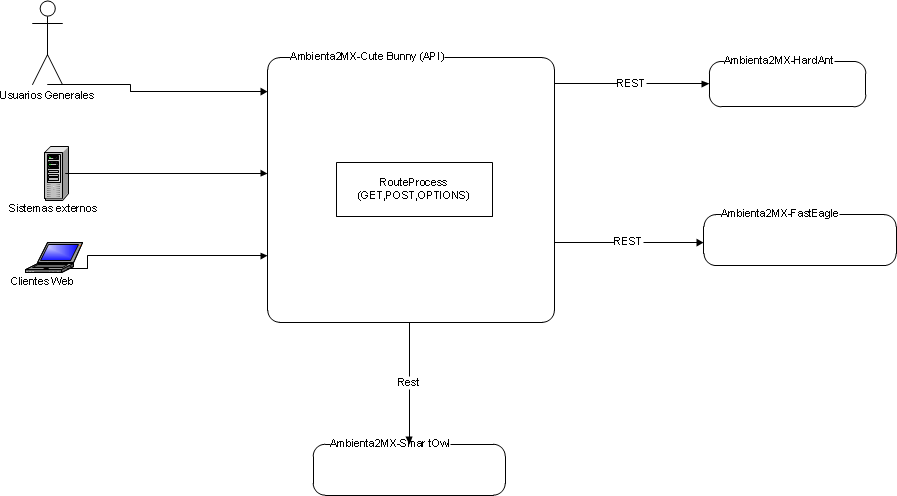 Ambienta2MX-Cute Bunny (API)
Ambienta2MX-HardAnt
REST
Usuarios Generales
RouteProcess
(GET,POST,OPTIONS)
Sistemas externos
Ambienta2MX-FastEagle
REST
Clientes Web
Rest
Ambienta2MX-SmartOwl